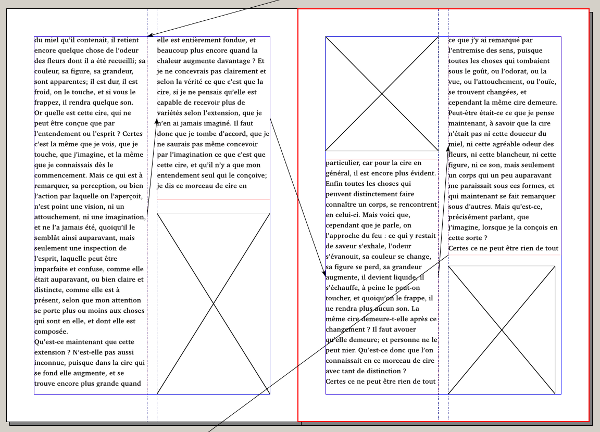 du miel qu'il contenait, il retient
encore quelque chose de l'odeur
des fleurs dont il a été recueilli; sa
couleur, sa figure, sa grandeur,
sont apparentes; il est dur, il est
froid, on le touche, et si vous le
frappez, il rendra quelque son.
Or quelle est cette cire, qui ne
peut être conçue que par
l'entendement ou l'esprit ? Certes
c'est la même que je vois, que je
touche, que j'imagine, et la même
que je connaissais dès le
commencement. Mais ce qui est à
remarquer, sa perception, ou bien
l'action par laquelle on l'aperçoit,
n'est point une vision, ni un
attouchement, ni une imagination,
et ne l'a jamais été, quoiqu'il le
semblât ainsi auparavant, mais
seulement une inspection de
l'esprit, laquelle peut être
imparfaite et confuse, comme elle
était auparavant, ou bien claire et
distincte, comme elle est à
présent, selon que mon attention
se porte plus ou moins aux choses
qui sont en elle, et dont elle est
composée.
Qu'est-ce maintenant que cette
extension ? N'est-elle pas aussi
inconnue, puisque dans la cire qui
se fond elle augmente, et se
trouve encore plus grande quand
elle est entièrement fondue, et
beaucoup plus encore quand la
chaleur augmente davantage ? Et
je ne concevrais pas clairement et
selon la vérité ce que c'est que la
cire, si je ne pensais qu'elle est
capable de recevoir plus de
variétés selon l'extension, que je
n'en ai jamais imaginé. Il faut
donc que je tombe d'accord, que je
ne saurais pas même concevoir
par l'imagination ce que c'est que
cette cire, et qu'il n'y a que mon
entendement seul qui le conçoive;
je dis ce morceau de cire en
particulier, car pour la cire en
général, il est encore plus évident.
Enfin toutes les choses qui
peuvent distinctement faire
connaître un corps, se rencontrent
en celui-ci. Mais voici que,
cependant que je parle, on
l'approche du feu : ce qui y restait
de saveur s'exhale, l'odeur
s'évanouit, sa couleur se change,
sa figure se perd, sa grandeur
augmente, il devient liquide, il
s'échauffe, à peine le peut-on
toucher, et quoiqu'on le frappe, il
ne rendra plus aucun son. La
même cire demeure-t-elle après ce
changement ? Il faut avouer
qu'elle demeure; et personne ne le
peut nier. Qu'est-ce donc que l'on
connaissait en ce morceau de cire
avec tant de distinction ?
Certes ce ne peut être rien de tout
ce que j'y ai remarqué par
l'entremise des sens, puisque
toutes les choses qui tombaient
sous le goût, ou l'odorat, ou la
vue, ou l'attouchement, ou l'ouïe,
se trouvent changées, et
cependant la même cire demeure.
Peut-être était-ce ce que je pense
maintenant, à savoir que la cire
n'était pas ni cette douceur du
miel, ni cette agréable odeur des
fleurs, ni cette blancheur, ni cette
figure, ni ce son, mais seulement
un corps qui un peu auparavant
me paraissait sous ces formes, et
qui maintenant se fait remarquer
sous d'autres. Mais qu'est-ce,
précisément parlant, que
j'imagine, lorsque je la conçois en
cette sorte ?
Certes ce ne peut être rien de tout